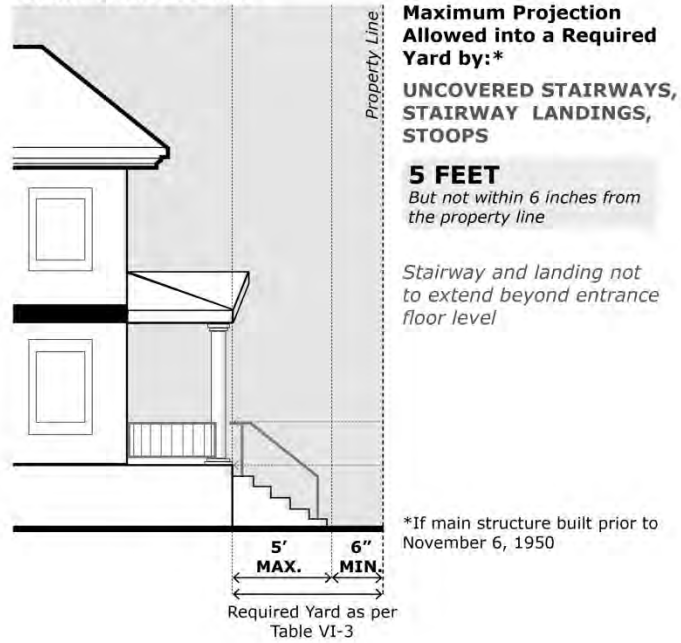 Property Line
Maximum Projection
Allowed into a Required
Yard by:*
UNCOVERED STAIRWAYS,
STAIRWAY LANDINGS,
STOOPS
5 FEET
But not within 6 inches from
the property line
Stairway and landing not
to extend beyond entrance
floor level
*If main structure built prior to
November 6, 1950
5' 6"
MAX. MIN.
Required Yard as per
Table VI-3